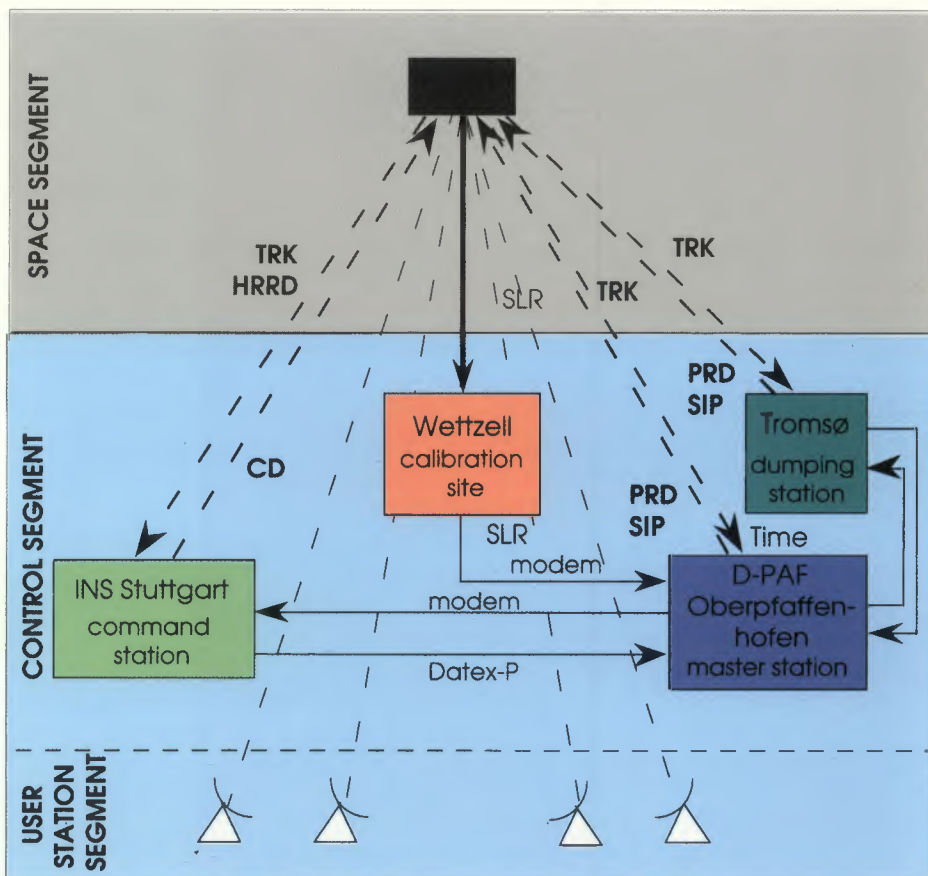 SPACE SEGMENT
TRK
HRRD
SLR
TRK
TRK
PRD
SIP
Wettzell
calibration
site
Tromsø
dumping
station
CONTROL SEGMENT
CD
PRD
SIP
SLR
Time
modem
INS Stuttgart
command
station
modem
D-PAF
Oberpfaffen-
hofen
master station
Datex-P
USER
STATION
SEGMENT